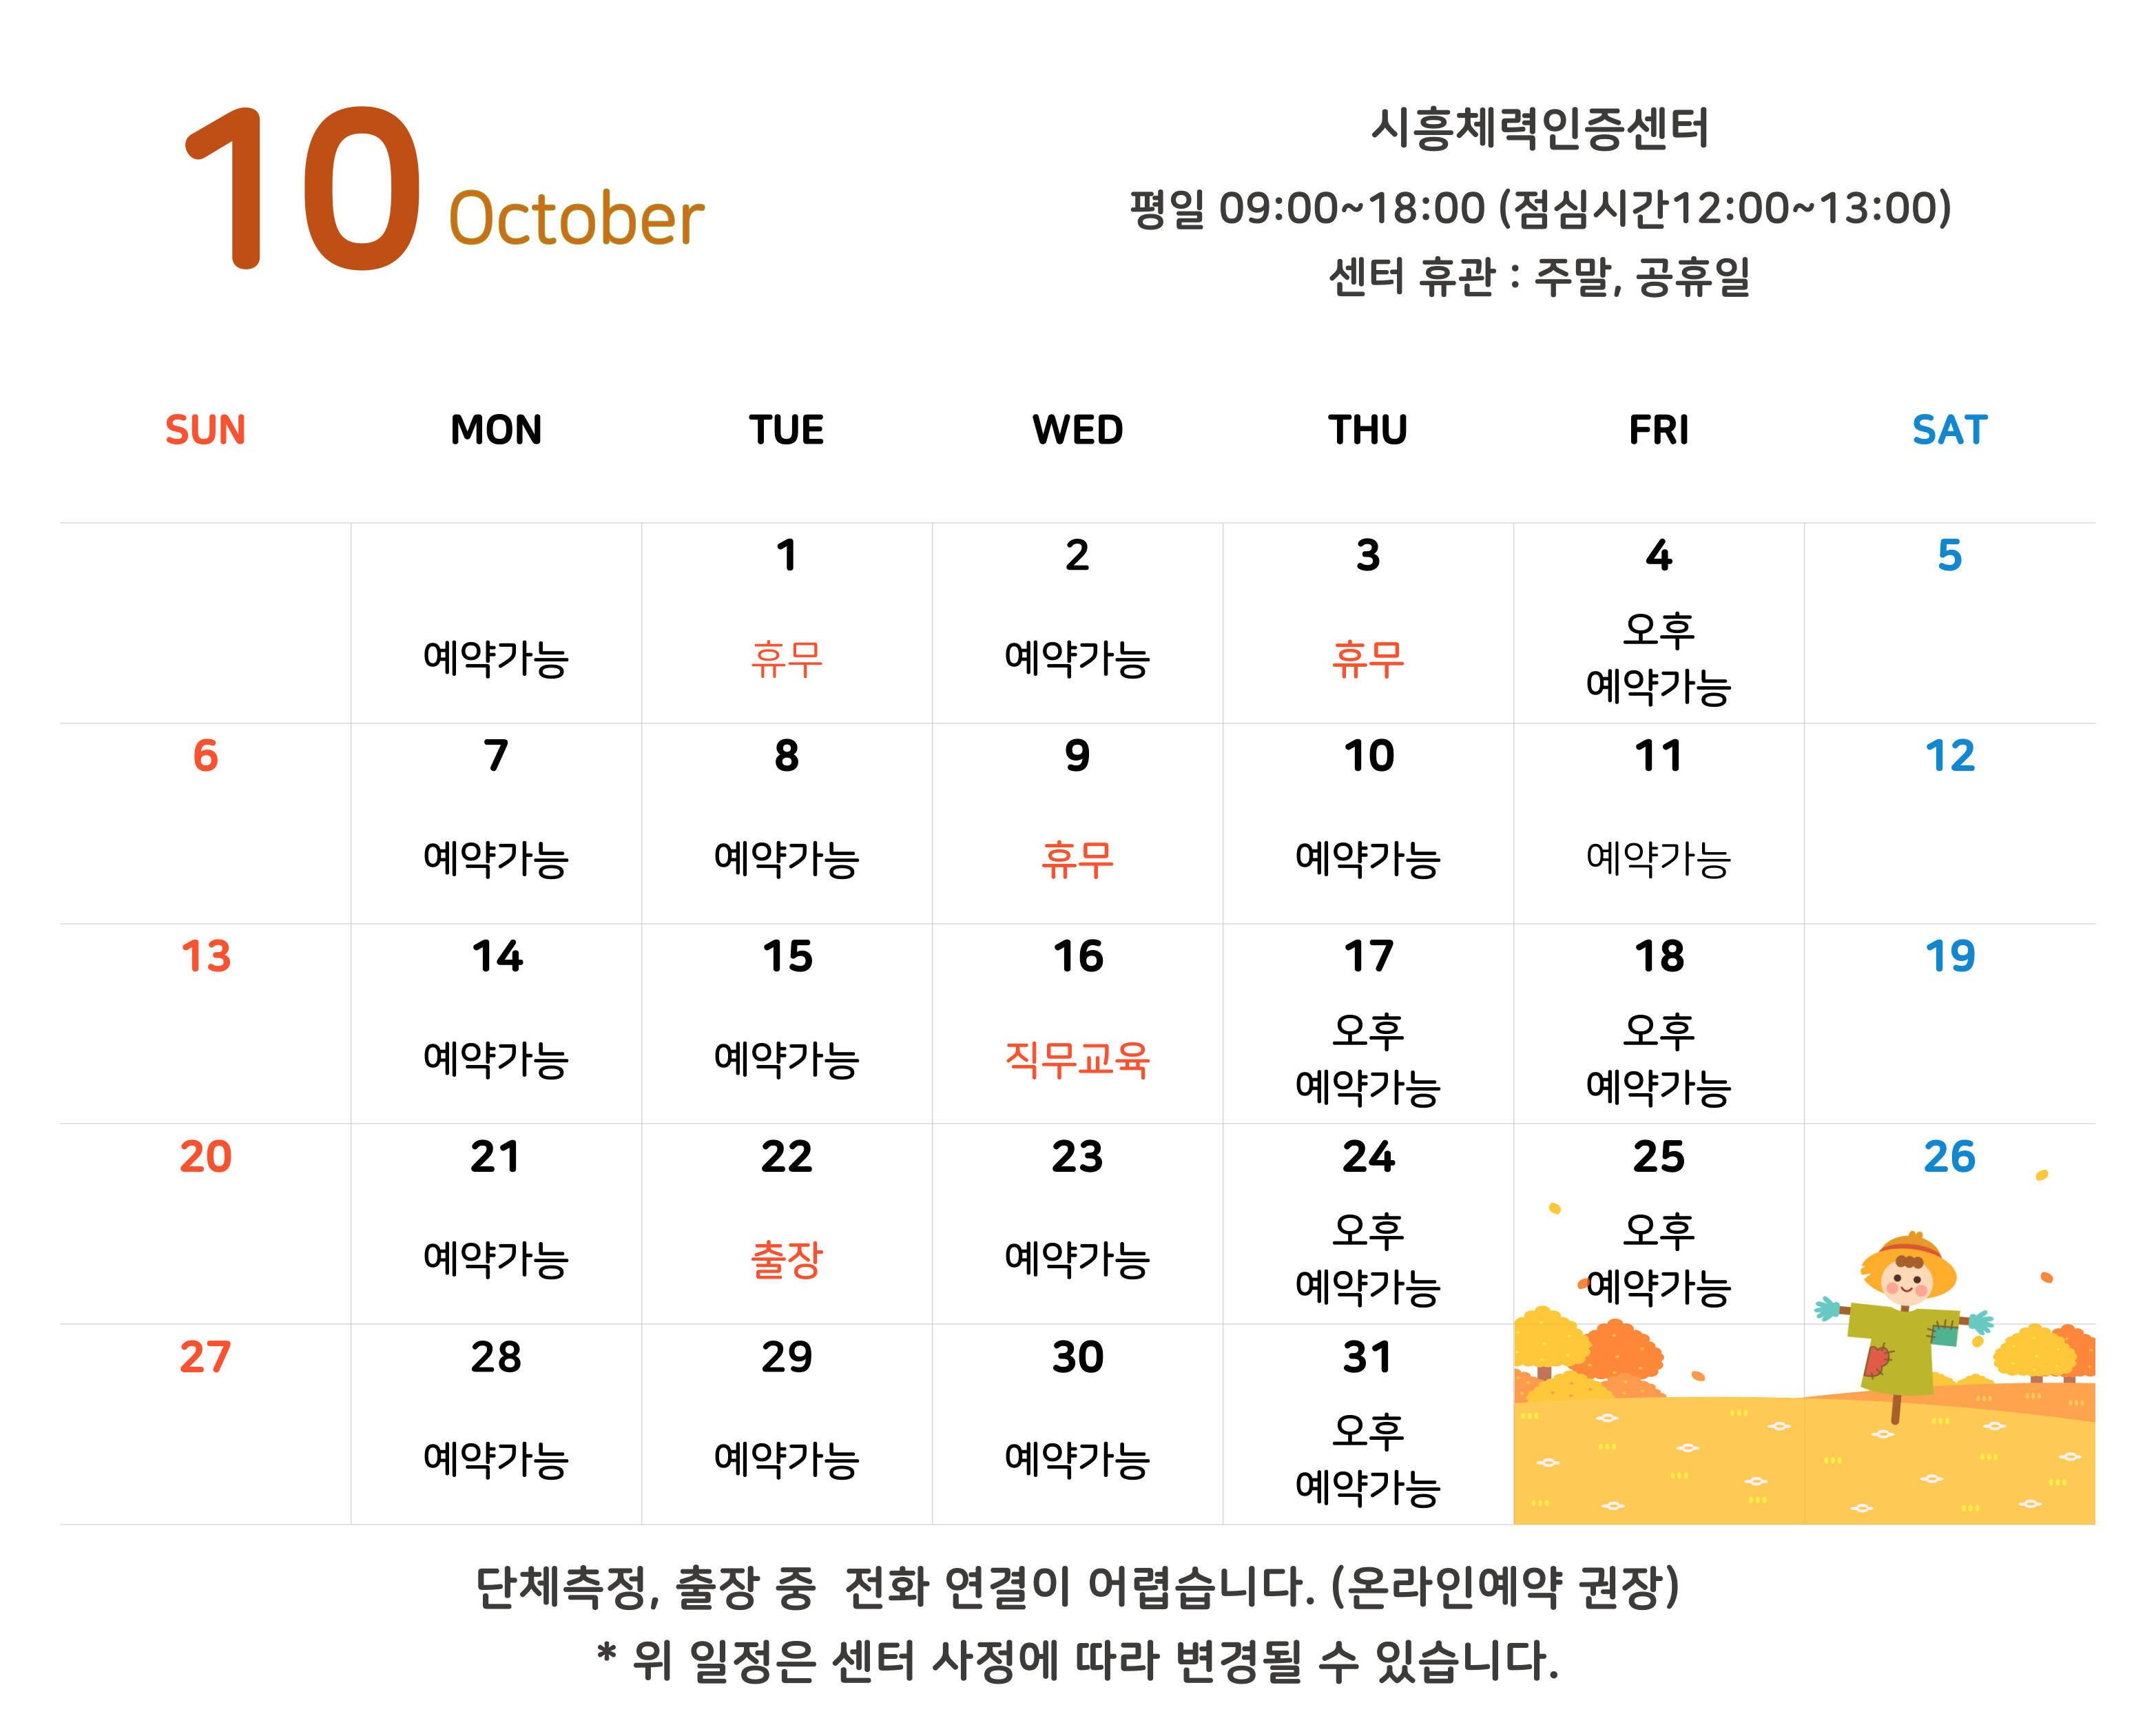 10 October
시흥체력인증센터
평일 09:00~18:00 (점심시간12:00~13:00)
센터 휴관 : 주말, 공휴일
SUN MON TUE WED THU FRI SAT
1 2 3 4 5
예약가능 휴무 예약가능 휴무 오후 예약가능
6 7 8 9 10 11 12
예약가능 예약가능 휴무 예약가능 예약가능
13 14 15 16 17 18 19
예약가능 예약가능 직무교육 오후 예약가능 오후 예약가능
20 21 22 23 24 25 26
예약가능 출장 예약가능 오후 예약가능 오후 예약가능
27 28 29 30 31
예약가능 예약가능 예약가능 오후 예약가능
단체측정, 출장 중 전화 연결이 어렵습니다. (온라인예약 권장)
* 위 일정은 센터 사정에 따라 변경될 수 있습니다.